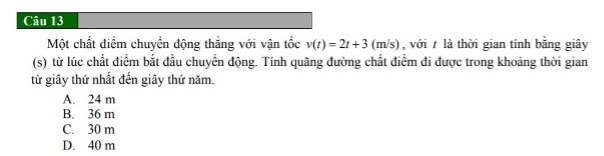 Câu 13
Một chất điểm chuyển động thẳng với vận tốc v(t) = 2t + 3 (m/s), với t là thời gian tính bằng giây
(s) từ lúc chất điểm bắt đầu chuyển động. Tính quãng đường chất điểm đi được trong khoảng thời gian
từ giây thứ nhất đến giây thứ năm.
A. 24 m
B. 36 m
C. 30 m
D. 40 m